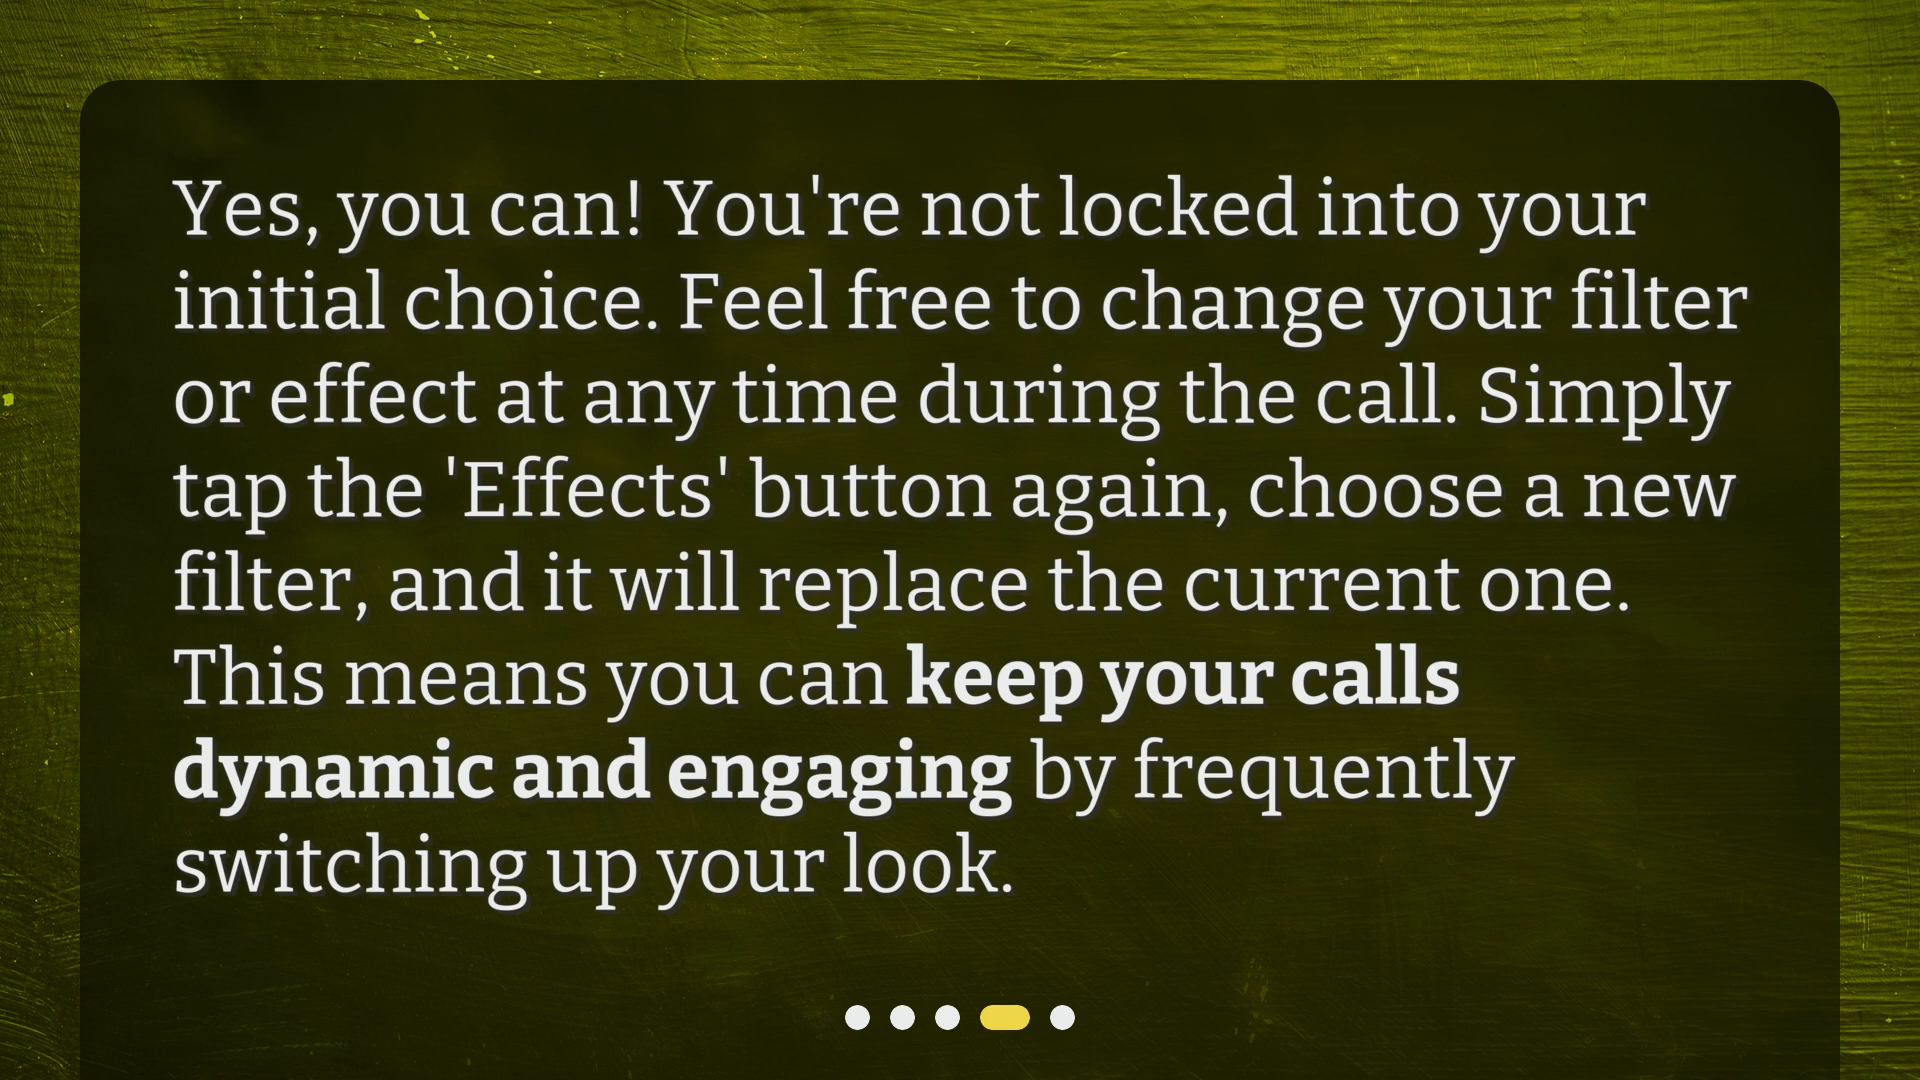 Yes, you can! You're not locked into your
initial choice. Feel free to change your filter
or effect at any time during the call. Simply
tap the 'Effects' button again, choose a new
filter, and it will replace the current one.
This means you can keep your calls
dynamic and engaging by frequently
switching up your look.